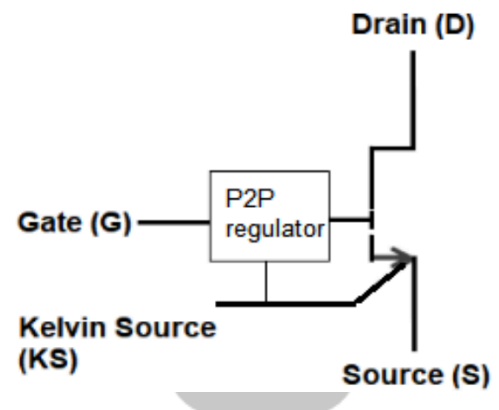 Drain (D)
P2P
regulator
Gate (G)
Kelvin Source
(KS)
Source (S)